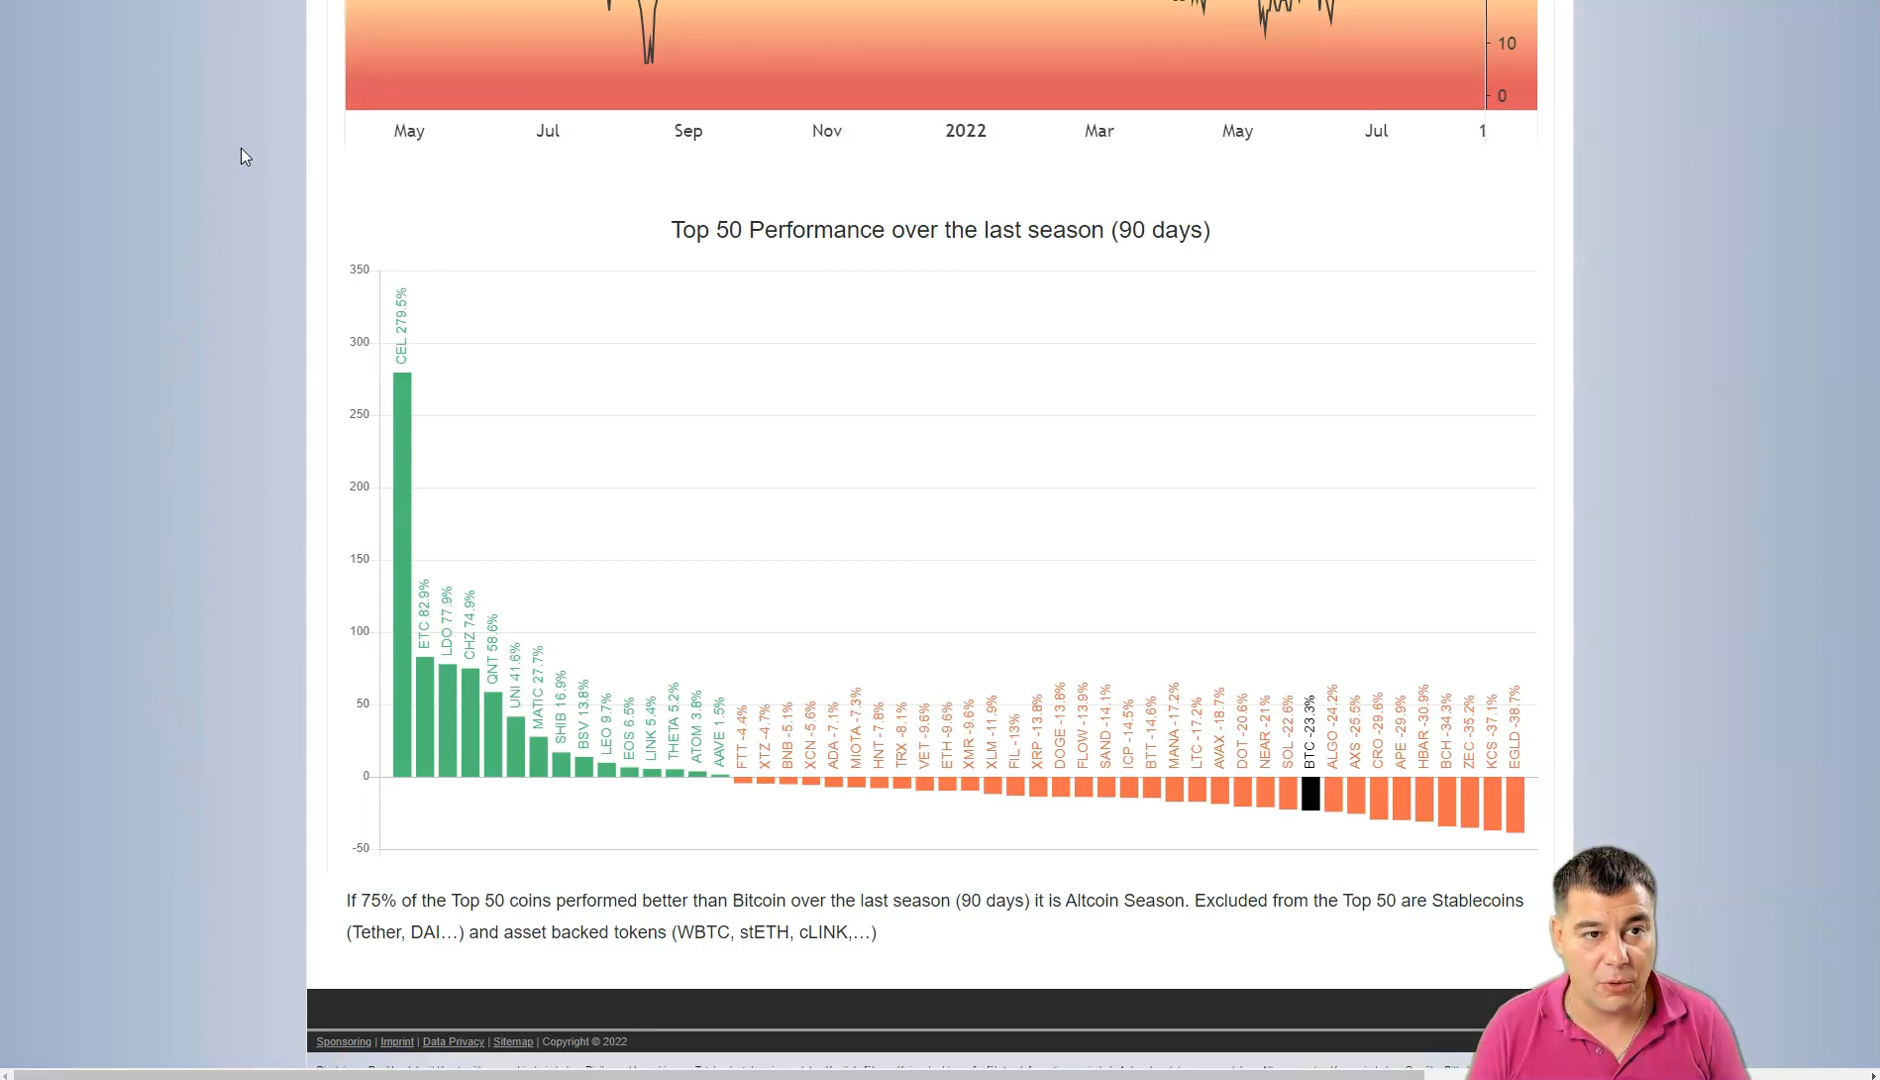 10
0
May Jul Sep Nov 2022 Mar May Jul 1
Top 50 Performance over the last season (90 days)
350
300
250
200
150
100
50
0
-50
CEL 279.5%
ETC 82.9%
LDO 77.9%
CHZ 74.9%
QNT 58.6%
UNI 41.6%
MATIC 27.7%
SHIB 16.9%
BSV 13.8%
LEO 9.7%
EOS 6.5%
LINK 5.4%
THETA 5.2%
ATOM 3.8%
AAVE 1.5%
FTT -4.4%
XTZ -4.7%
BNB -5.1%
XCN -5.6%
ADA -7.1%
MIOTA -7.3%
HNT -7.8%
TRX -8.1%
VET -9.6%
ETH -9.6%
XMR -9.6%
XLM -11.9%
FIL -13%
XRP -13.8%
DOGE -13.8%
FLOW -13.9%
SAND -14.1%
ICP -14.5%
BTT -14.6%
MANA -17.2%
LTC -17.2%
AVAX -18.7%
DOT -20.6%
NEAR -21%
SOL -22.6%
BTC -23.3%
ALGO -24.2%
AXS -25.5%
CRO -29.6%
APE -29.9%
HBAR -30.9%
BCH -34.3%
ZEC -35.2%
KCS -37.1%
EGLD -38.7%
If 75% of the Top 50 coins performed better than Bitcoin over the last season (90 days) it is Altcoin Season. Excluded from the Top 50 are Stablecoins
(Tether, DAI…) and asset backed tokens (WBTC, stETH, cLINK,…)
Sponsoring | Imprint | Data Privacy | Sitemap | Copyright © 2022